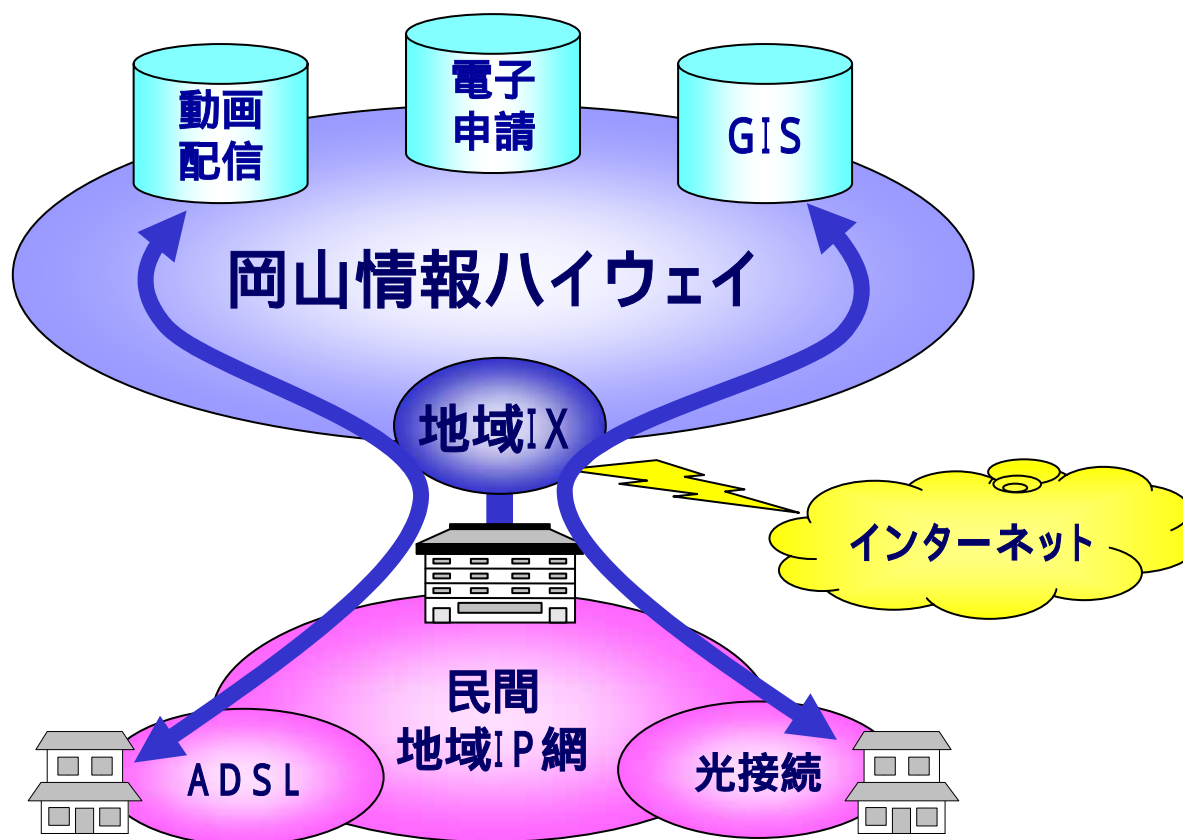 動画
配信
電子
申請
GIS
岡山情報ハイウェイ
地域IX
インターネット
民間
地域IP網
ADSL
光接続